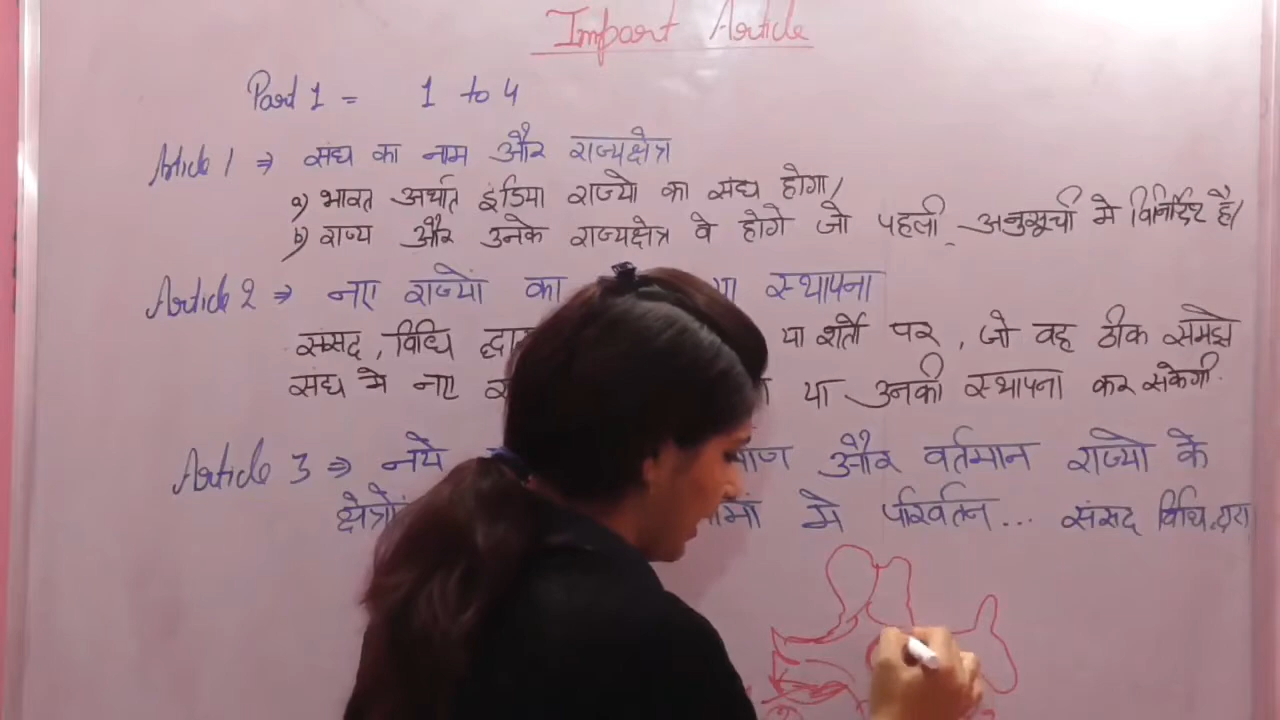 Import Article
Part 1 = 1 to 4
Article 1 ⇒ संघ का नाम और राज्यक्षेत्र
a) भारत अर्थात इंडिया राज्यो का संघ होगा/
b) राज्य और उनके राज्यक्षेत्र वे होगे जो पहली अनुसूची मे विनिर्दिष्ट है/
Article 2 ⇒ नए राज्यों का या स्थापना
संसद, विधि या शर्तो पर, जो वह ठीक समझे
संघ मे नए या उनकी स्थापना कर सकेगी.
Article 3 ⇒ नये और वर्तमान राज्यो के
मे परिवर्तन... संसद विधि द्वारा